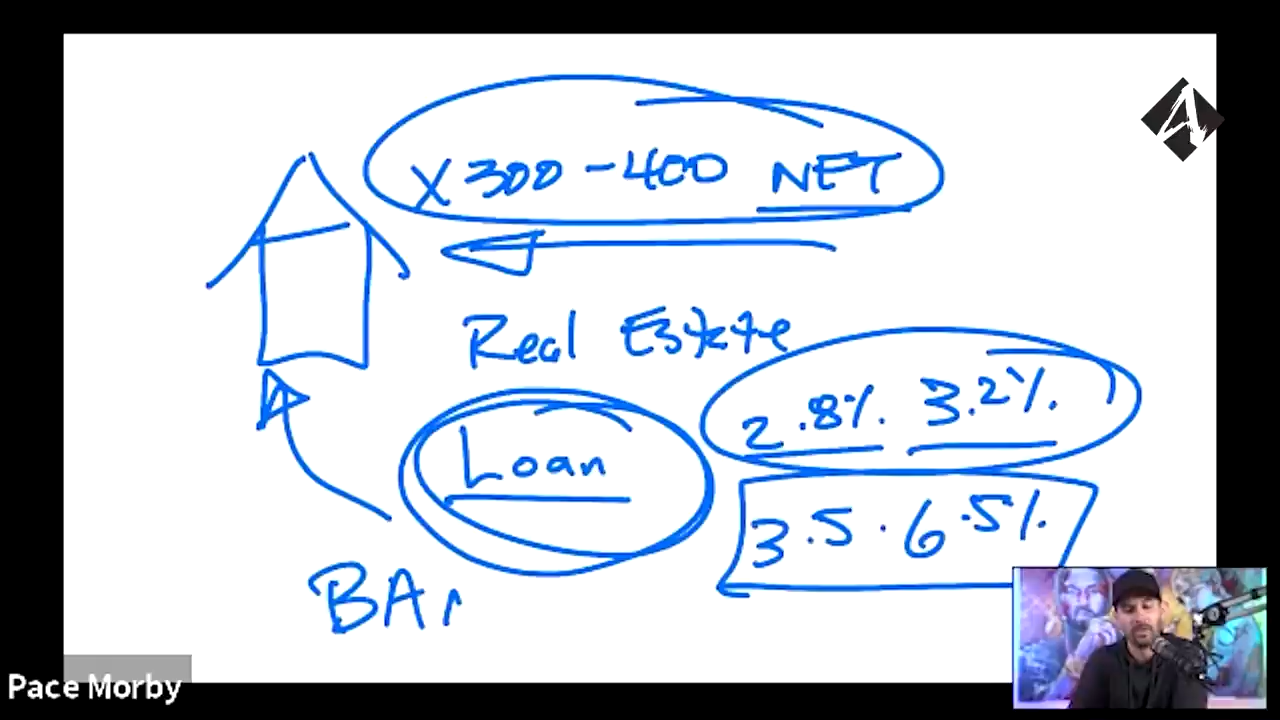 X 300 - 400 NET
Real Estate
2.8% 3.2%
Loan
3.5 . 6.5%
BA
Pace Morby